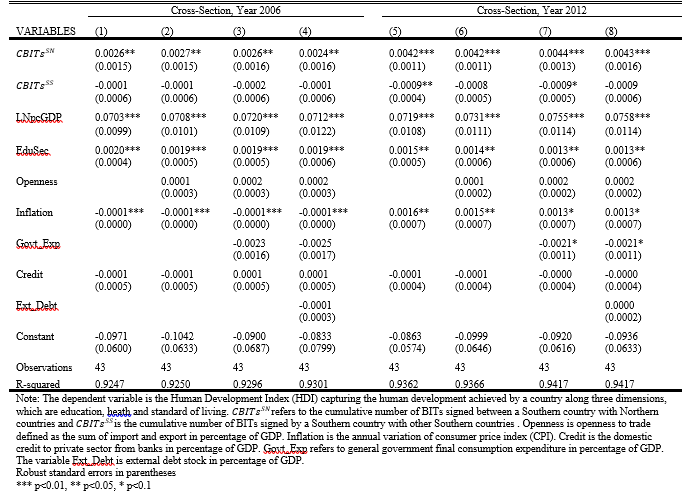 Cross-Section, Year 2006 Cross-Section, Year 2012
VARIABLES (1) (2) (3) (4) (5) (6) (7) (8)
CBITs^SN 0.0026** 0.0027** 0.0026** 0.0024** 0.0042*** 0.0042*** 0.0044*** 0.0043***
(0.0015) (0.0015) (0.0016) (0.0016) (0.0011) (0.0011) (0.0013) (0.0016)
CBITs^SS -0.0001 -0.0001 -0.0002 -0.0001 -0.0009** -0.0008 -0.0009* -0.0009
(0.0006) (0.0006) (0.0006) (0.0006) (0.0004) (0.0005) (0.0005) (0.0006)
LNpcGDP 0.0703*** 0.0708*** 0.0720*** 0.0712*** 0.0719*** 0.0731*** 0.0755*** 0.0758***
(0.0099) (0.0101) (0.0109) (0.0122) (0.0108) (0.0111) (0.0114) (0.0114)
EduSec 0.0020*** 0.0019*** 0.0019*** 0.0019*** 0.0015** 0.0014** 0.0013** 0.0013**
(0.0004) (0.0005) (0.0005) (0.0006) (0.0005) (0.0006) (0.0006) (0.0006)
Openness 0.0001 0.0002 0.0002 0.0001 0.0002 0.0002
(0.0003) (0.0003) (0.0003) (0.0002) (0.0002) (0.0002)
Inflation -0.0001*** -0.0001*** -0.0001*** -0.0001*** 0.0016** 0.0015** 0.0013* 0.0013*
(0.0000) (0.0000) (0.0000) (0.0000) (0.0007) (0.0007) (0.0007) (0.0007)
Govt_Exp -0.0023 -0.0025 -0.0021* -0.0021*
(0.0016) (0.0017) (0.0011) (0.0011)
Credit -0.0001 -0.0001 0.0001 0.0001 -0.0001 -0.0001 -0.0000 -0.0000
(0.0005) (0.0005) (0.0005) (0.0005) (0.0004) (0.0004) (0.0004) (0.0004)
Ext_Debt -0.0001 0.0000
(0.0003) (0.0002)
Constant -0.0971 -0.1042 -0.0900 -0.0833 -0.0863 -0.0999 -0.0920 -0.0936
(0.0600) (0.0633) (0.0687) (0.0799) (0.0574) (0.0646) (0.0616) (0.0633)
Observations 43 43 43 43 43 43 43 43
R-squared 0.9247 0.9250 0.9296 0.9301 0.9362 0.9366 0.9417 0.9417
Note: The dependent variable is the Human Development Index (HDI) capturing the human development achieved by a country along three dimensions,
which are education, heath and standard of living. CBITs^SN refers to the cumulative number of BITs signed between a Southern country with Northern
countries and CBITs^SS is the cumulative number of BITs signed by a Southern country with other Southern countries . Openness is openness to trade
defined as the sum of import and export in percentage of GDP. Inflation is the annual variation of consumer price index (CPI). Credit is the domestic
credit to private sector from banks in percentage of GDP. Govt_Exp refers to general government final consumption expenditure in percentage of GDP.
The variable Ext_Debt is external debt stock in percentage of GDP.
Robust standard errors in parentheses
*** p<0.01, ** p<0.05, * p<0.1